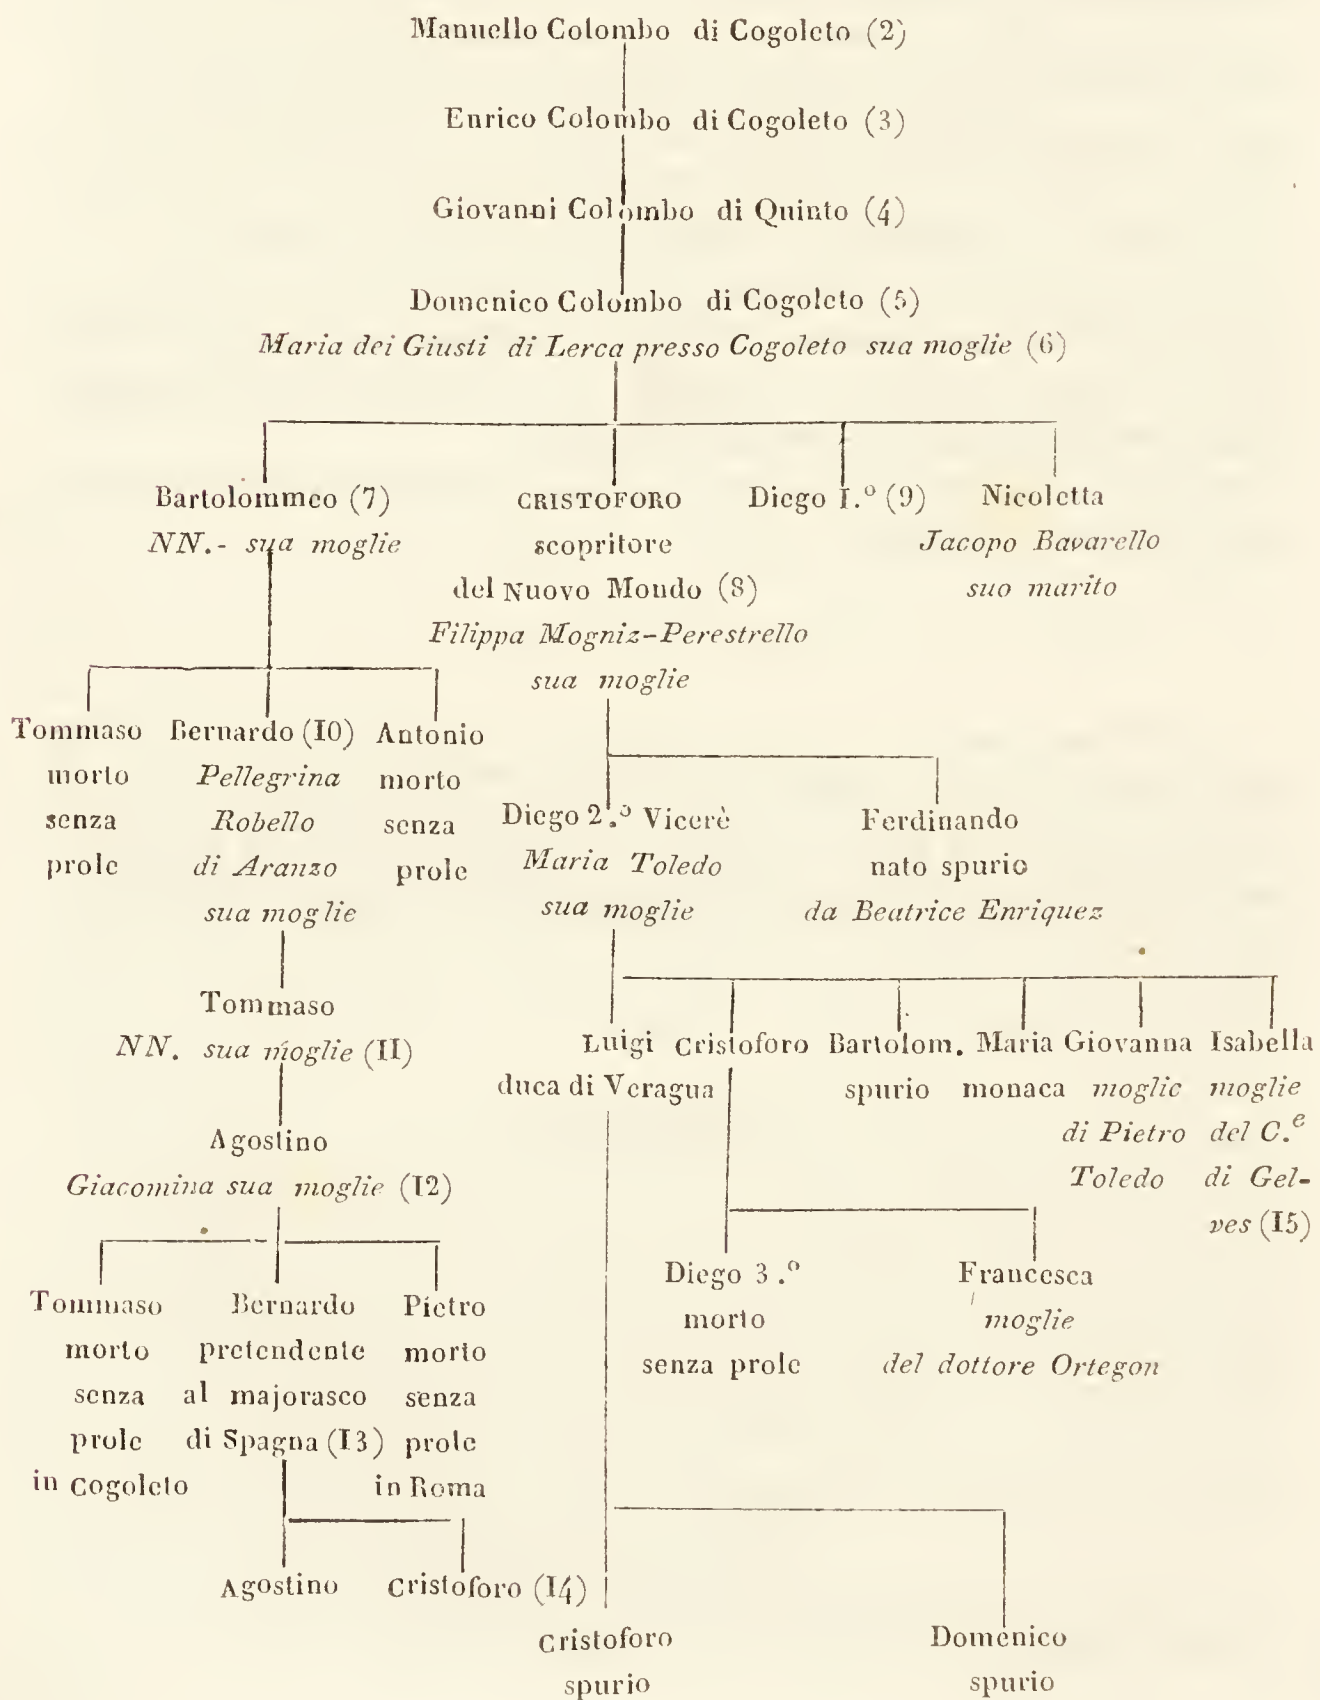 Manuello Colombo di Cogoleto (2)
Enrico Colombo di Cogoleto (3)
Giovanni Colombo di Quinto (4)
Domenico Colombo di Cogoleto (5)
Maria dei Giusti di Lerca presso Cogoleto sua moglie (6)
Bartolommeo (7)
NN.- sua moglie
CRISTOFORO
scopritore
del Nuovo Mondo (8)
Filippa Mogniz-Perestrello
sua moglie
Diego I.º (9)
Nicoletta
Jacopo Bavarello
suo marito
Tommaso
morto
senza
prole
Bernardo (10)
Pellegrina
Robello
di Aranzo
sua moglie
Antonio
morto
senza
prole
Diego 2.º Vicerè
Maria Toledo
sua moglie
Ferdinando
nato spurio
da Beatrice Enriquez
Tommaso
NN. sua moglie (II)
Luigi
duca di Veragua
Cristoforo
Bartolom.
spurio
Maria
monaca
Giovanna
moglie
di Pietro
Toledo
Isabella
moglie
del C.e
di Gel-
ves (15)
Agostino
Giacomina sua moglie (12)
Diego 3.º
morto
senza prole
Francesca
moglie
del dottore Ortegon
Tommaso
morto
senza
prole
in Cogoleto
Bernardo
pretendente
al majorasco
di Spagna (13)
Pietro
morto
senza
prole
in Roma
Agostino
Cristoforo (14)
Cristoforo
spurio
Domenico
spurio